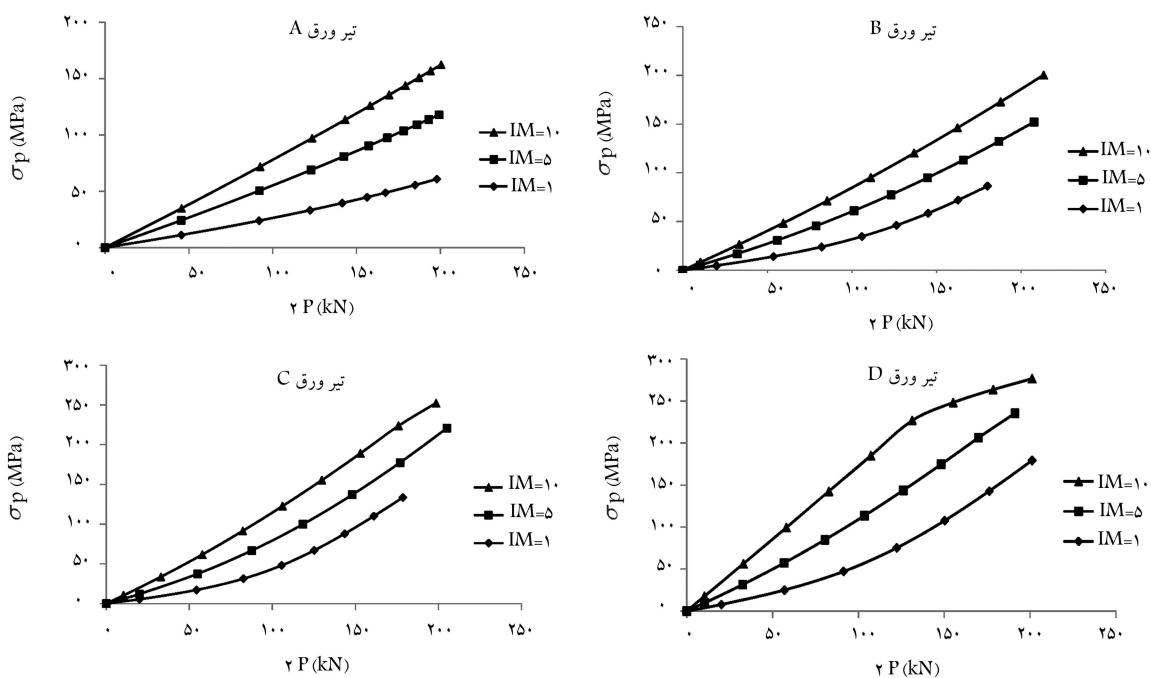 تیر ورق A
۲۰۰
۱۵۰
۱۰۰
۵۰
۰
σp (MPa)
IM=۱۰
IM=۵
IM=۱
۰ ۵۰ ۱۰۰ ۱۵۰ ۲۰۰ ۲۵۰
۲ P (kN)
تیر ورق B
۲۵۰
۲۰۰
۱۵۰
۱۰۰
۵۰
۰
σp (MPa)
IM=۱۰
IM=۵
IM=۱
۰ ۵۰ ۱۰۰ ۱۵۰ ۲۰۰ ۲۵۰
۲ P (kN)
تیر ورق C
۳۰۰
۲۵۰
۲۰۰
۱۵۰
۱۰۰
۵۰
۰
σp (MPa)
IM=۱۰
IM=۵
IM=۱
۰ ۵۰ ۱۰۰ ۱۵۰ ۲۰۰ ۲۵۰
۲ P (kN)
تیر ورق D
۳۰۰
۲۵۰
۲۰۰
۱۵۰
۱۰۰
۵۰
۰
σp (MPa)
IM=۱۰
IM=۵
IM=۱
۰ ۵۰ ۱۰۰ ۱۵۰ ۲۰۰ ۲۵۰
۲ P (kN)